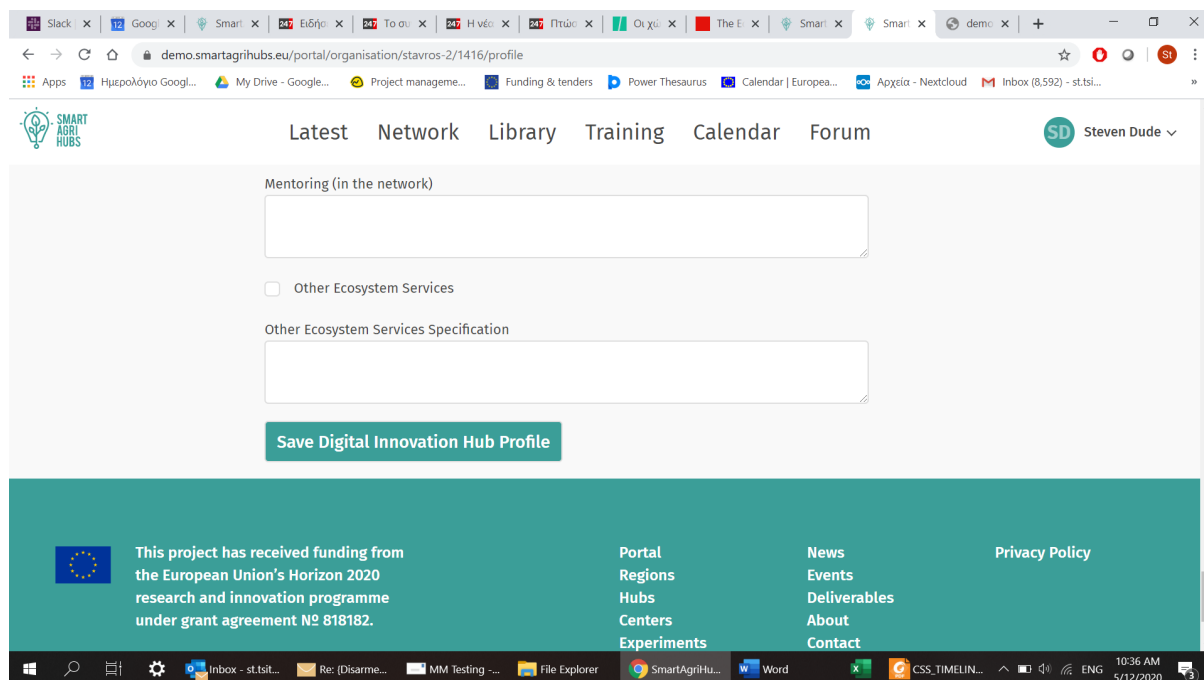 Slack Googl Smart Ειδήσ Το συ Η νέα Πτώσ Οι χώ The E Smart Smart demo
demo.smartagrihubs.eu/portal/organisation/stavros-2/1416/profile St
Apps 12 Ημερολόγιο Googl... My Drive - Google... Project manageme... Funding & tenders Power Thesaurus Calendar | Europea... Αρχεία - Nextcloud Inbox (8,592) - st.tsi... »
SMART
AGRI
HUBS
Latest Network Library Training Calendar Forum
SD Steven Dude
Mentoring (in the network)
Other Ecosystem Services
Other Ecosystem Services Specification
Save Digital Innovation Hub Profile
This project has received funding from
the European Union's Horizon 2020
research and innovation programme
under grant agreement Nº 818182.
Portal
Regions
Hubs
Centers
Experiments
News
Events
Deliverables
About
Contact
Privacy Policy
Inbox - st.tsit... Re: {Disarme... MM Testing -... File Explorer SmartAgriHu... Word CSS_TIMELIN... ENG
10:36 AM
5/12/2020
3